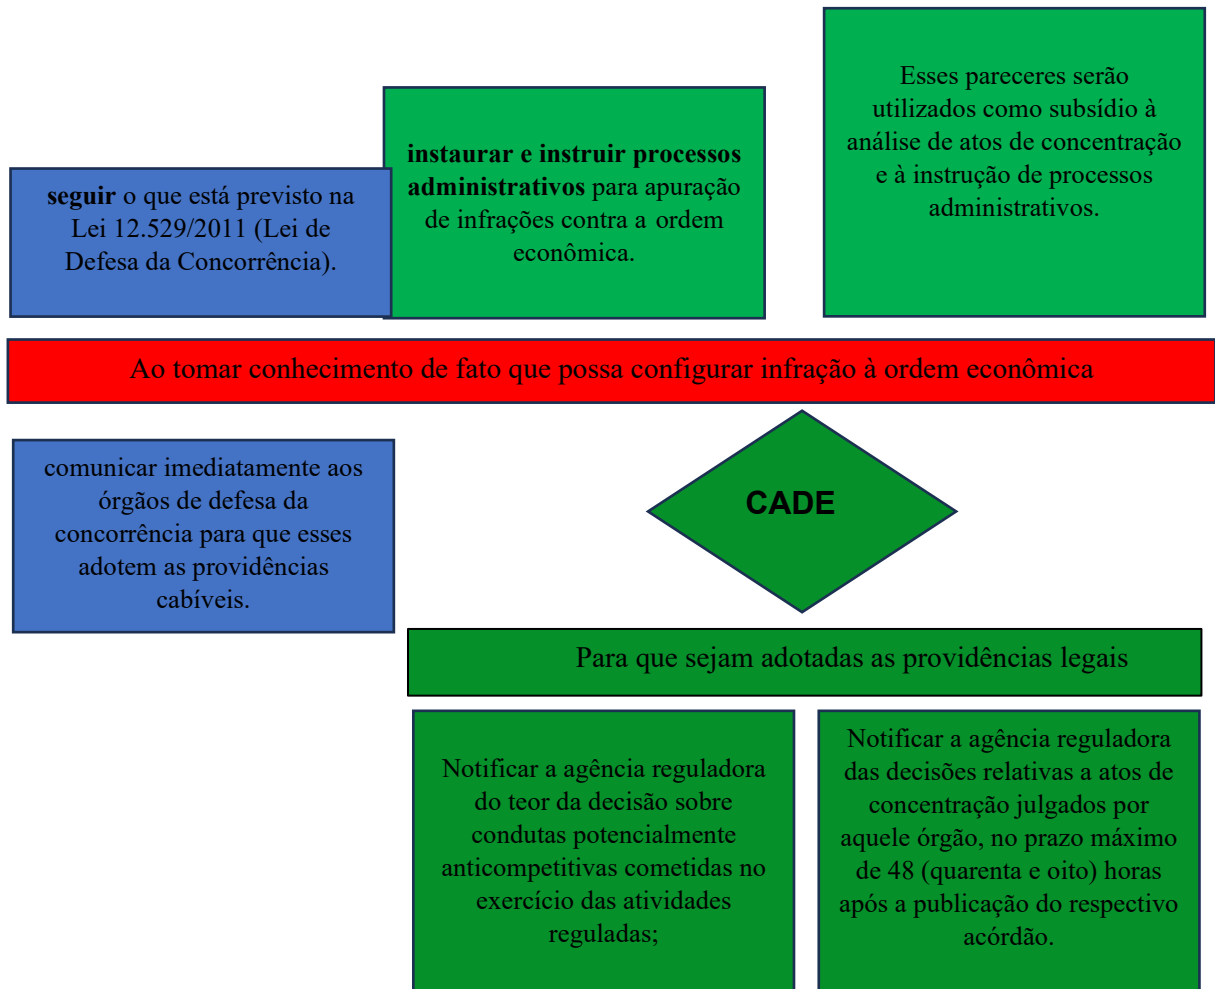 seguir o que está previsto na
Lei 12.529/2011 (Lei de
Defesa da Concorrência).
instaurar e instruir processos
administrativos para apuração
de infrações contra a ordem
econômica.
Esses pareceres serão
utilizados como subsídio à
análise de atos de concentração
e à instrução de processos
administrativos.
Ao tomar conhecimento de fato que possa configurar infração à ordem econômica
comunicar imediatamente aos
órgãos de defesa da
concorrência para que esses
adotem as providências
cabíveis.
CADE
Para que sejam adotadas as providências legais
Notificar a agência reguladora
do teor da decisão sobre
condutas potencialmente
anticompetitivas cometidas no
exercício das atividades
reguladas;
Notificar a agência reguladora
das decisões relativas a atos de
concentração julgados por
aquele órgão, no prazo máximo
de 48 (quarenta e oito) horas
após a publicação do respectivo
acórdão.